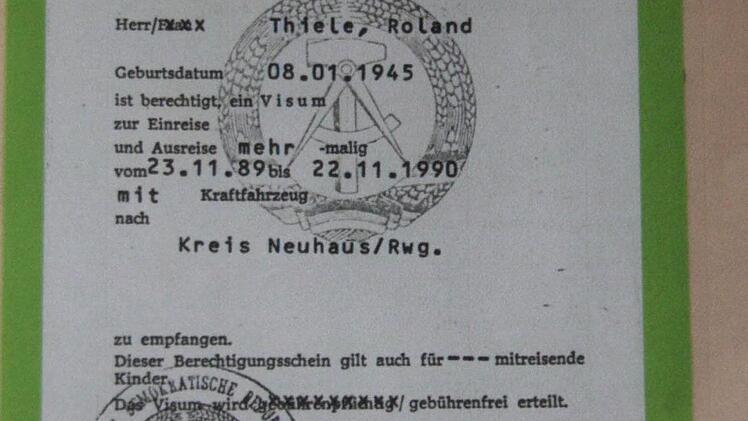 Herr/Frau Thiele, Roland
Geburtsdatum 08.01.1945
ist berechtigt, ein Visum
zur Einreise
und Ausreise mehr -malig
vom 23.11.89 bis 22.11.1990
mit Kraftfahrzeug
nach
Kreis Neuhaus/Rwg.
zu empfangen.
Dieser Berechtigungsschein gilt auch für --- mitreisende
Kinder.
Das Visum wird gebührenpflichtig/ gebührenfrei erteilt.
DEMOKRATISCHE